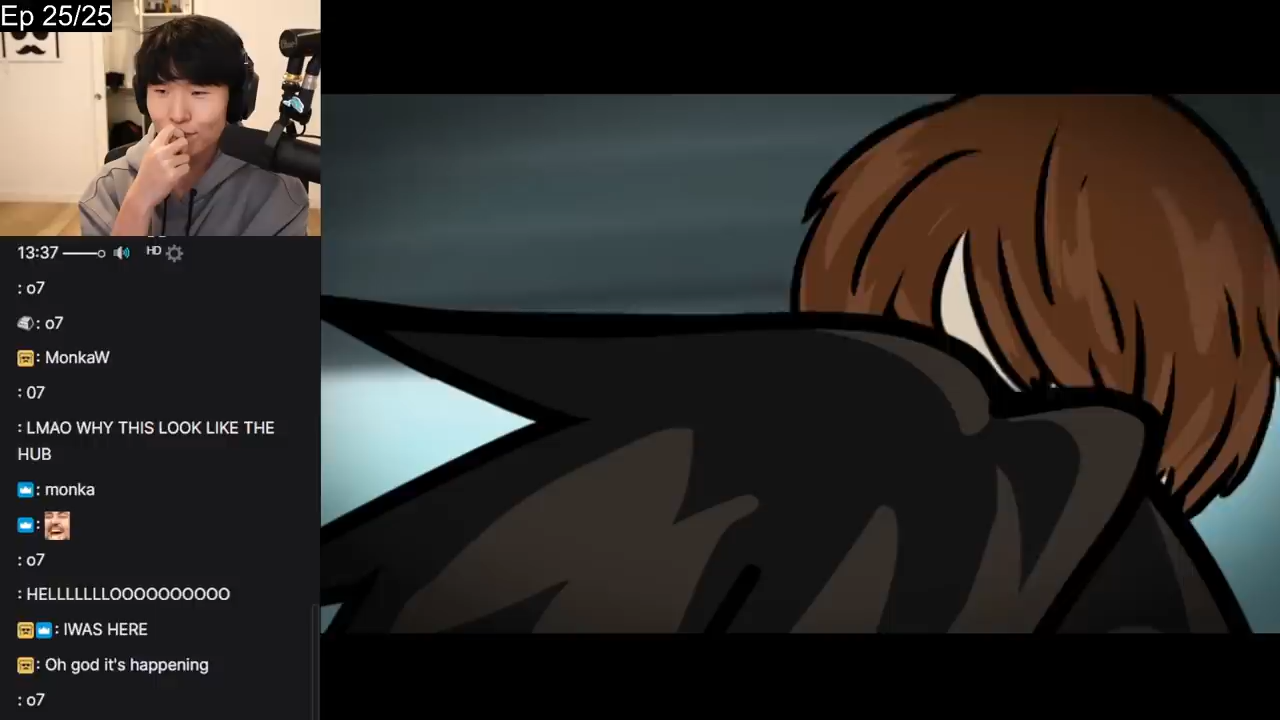 Ep 25/25
13:37
HD
: o7
: o7
: MonkaW
: 07
: LMAO WHY THIS LOOK LIKE THE
HUB
: monka
:
: o7
: HELLLLLLLOOOOOOOOOO
: IWAS HERE
: Oh god it's happening
: o7